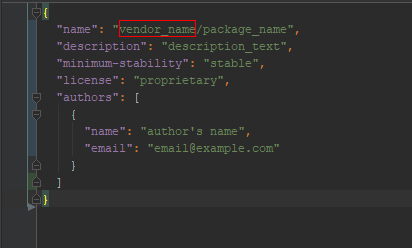 {
"name": "vendor_name/package_name",
"description": "description_text",
"minimum-stability": "stable",
"license": "proprietary",
"authors": [
{
"name": "author's name",
"email": "email@example.com"
}
]
}